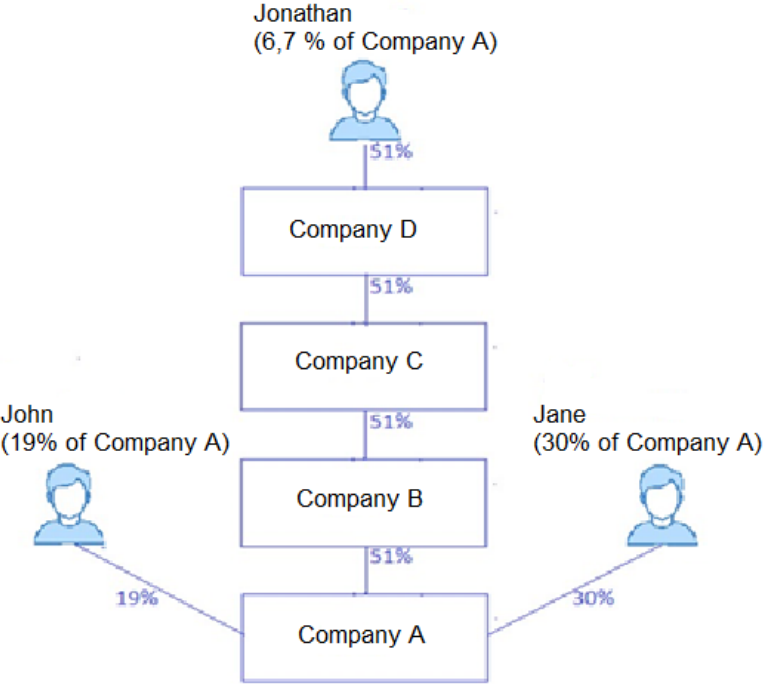 Jonathan
(6,7 % of Company A)
51%
Company D
51%
Company C
51%
John
(19% of Company A)
Jane
(30% of Company A)
Company B
51%
19%
30%
Company A